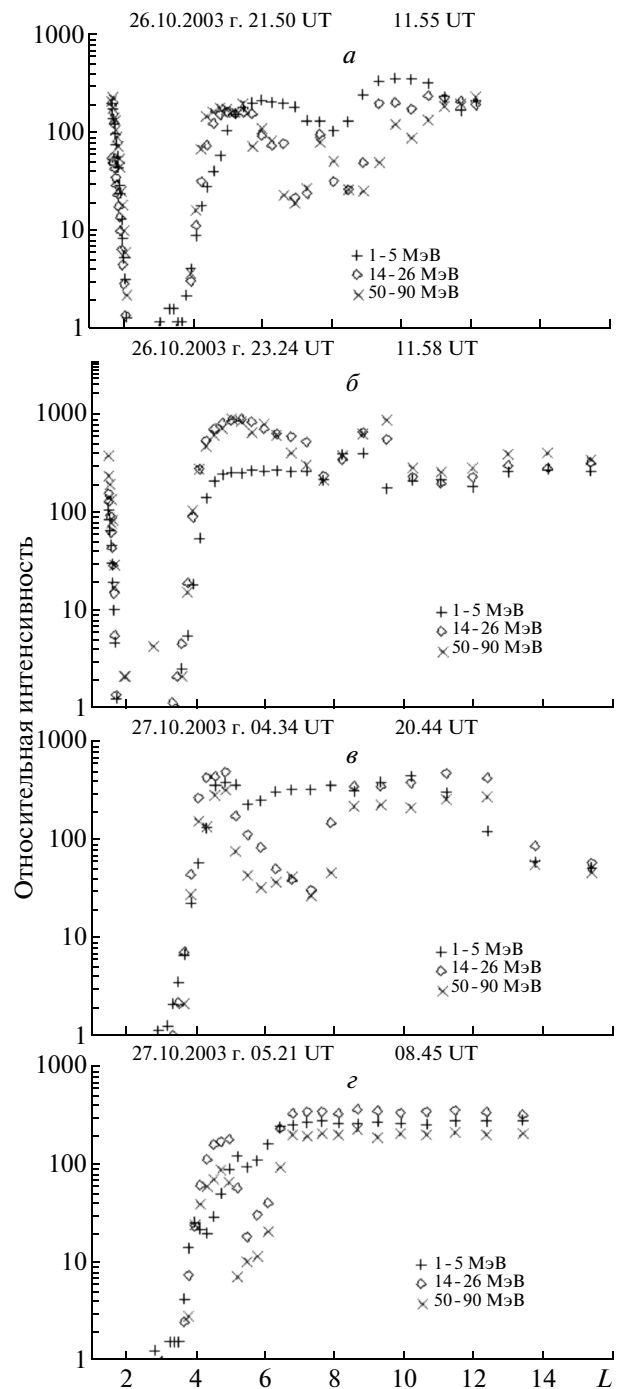 26.10.2003 г. 21.50 UT 11.55 UT
а
1000
100
10
1
+ 1-5 МэВ
14-26 МэВ
× 50-90 МэВ
26.10.2003 г. 23.24 UT 11.58 UT
б
1000
100
10
1
+ 1-5 МэВ
14-26 МэВ
× 50-90 МэВ
Относительная интенсивность
27.10.2003 г. 04.34 UT 20.44 UT
в
1000
100
10
1
+ 1-5 МэВ
14-26 МэВ
× 50-90 МэВ
27.10.2003 г. 05.21 UT 08.45 UT
г
1000
100
10
1
+ 1-5 МэВ
14-26 МэВ
× 50-90 МэВ
2 4 6 8 10 12 14 L